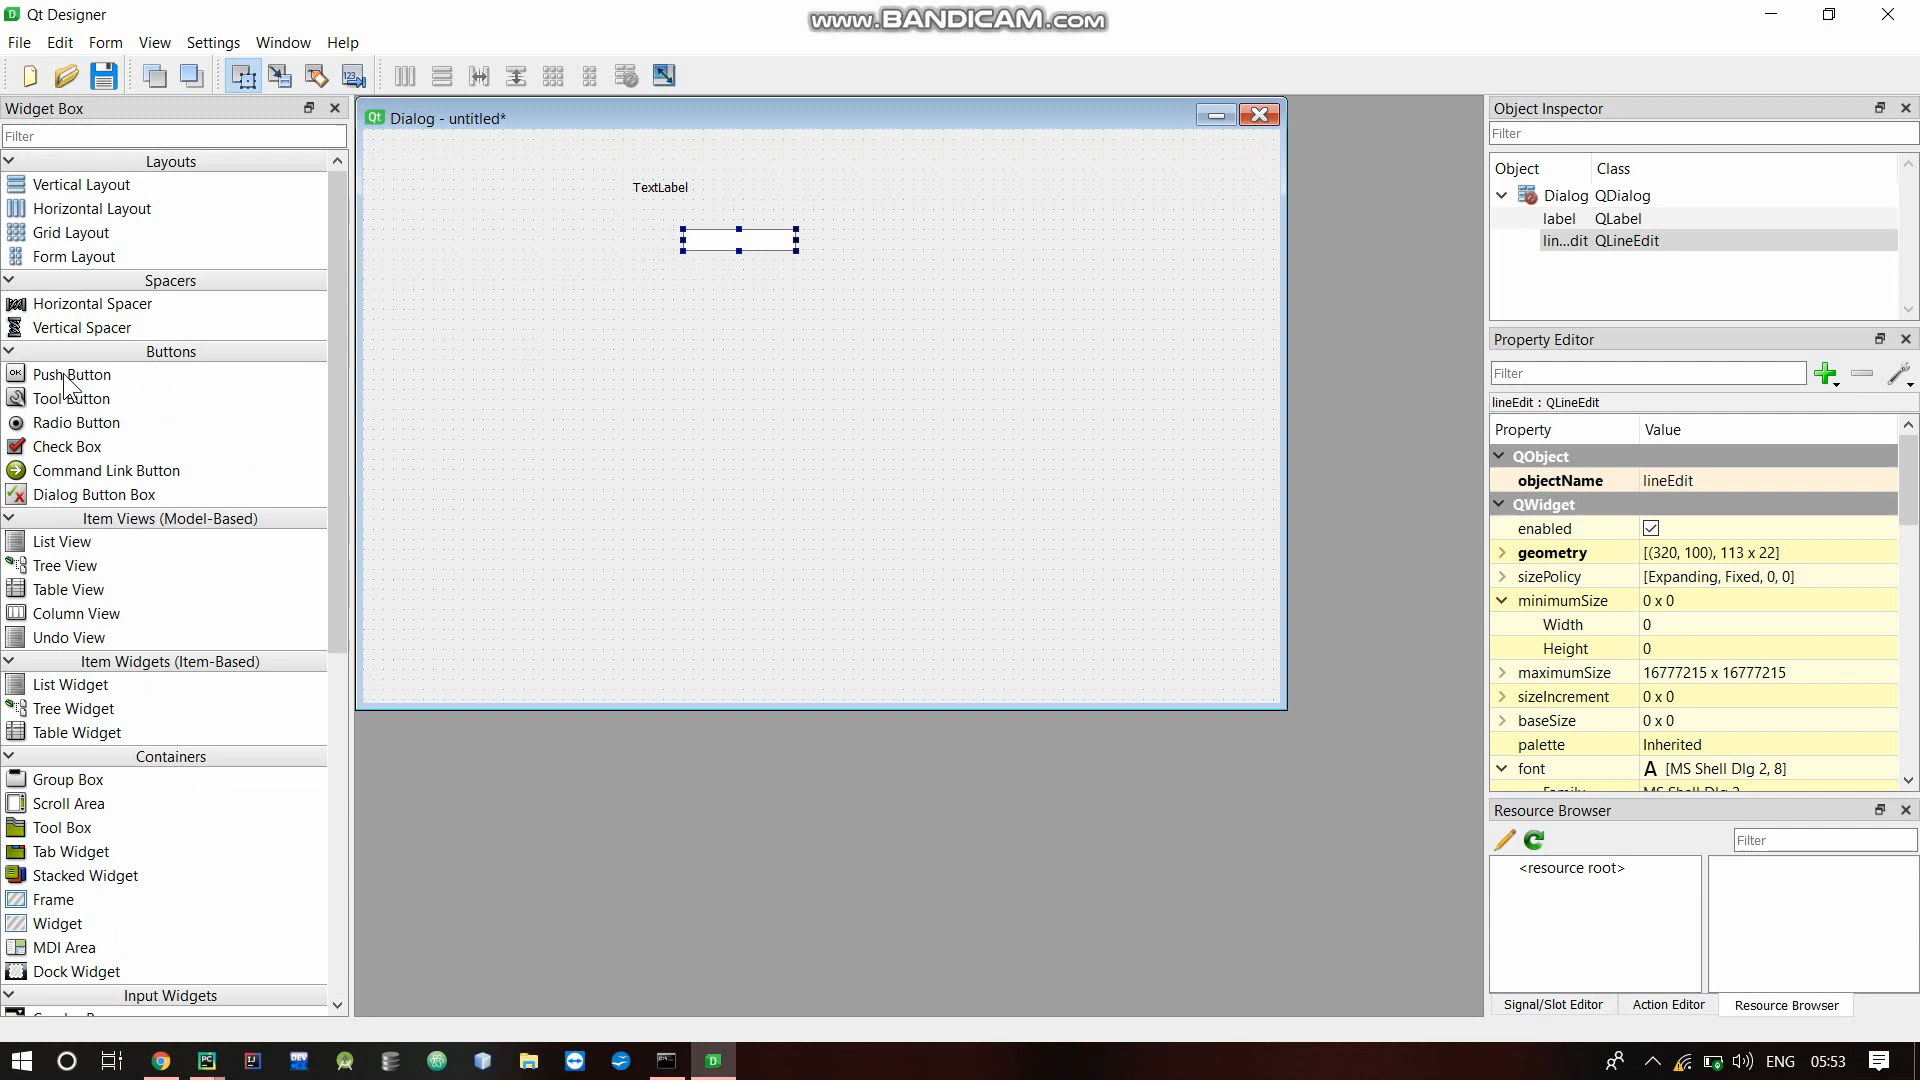 Qt Designer
www.BANDICAM.com
File Edit Form View Settings Window Help
Widget Box
Filter
Layouts
Vertical Layout
Horizontal Layout
Grid Layout
Form Layout
Spacers
Horizontal Spacer
Vertical Spacer
Buttons
Push Button
Tool Button
Radio Button
Check Box
Command Link Button
Dialog Button Box
Item Views (Model-Based)
List View
Tree View
Table View
Column View
Undo View
Item Widgets (Item-Based)
List Widget
Tree Widget
Table Widget
Containers
Group Box
Scroll Area
Tool Box
Tab Widget
Stacked Widget
Frame
Widget
MDI Area
Dock Widget
Input Widgets
Dialog - untitled*
TextLabel
Object Inspector
Filter
Object Class
Dialog QDialog
label QLabel
lin...dit QLineEdit
Property Editor
Filter
lineEdit : QLineEdit
Property Value
QObject
objectName lineEdit
QWidget
enabled
geometry [(320, 100), 113 x 22]
sizePolicy [Expanding, Fixed, 0, 0]
minimumSize 0 x 0
Width 0
Height 0
maximumSize 16777215 x 16777215
sizeIncrement 0 x 0
baseSize 0 x 0
palette Inherited
font A [MS Shell Dlg 2, 8]
Family MS Shell Dlg 2
Resource Browser
Filter
<resource root>
Signal/Slot Editor Action Editor Resource Browser
ENG 05:53